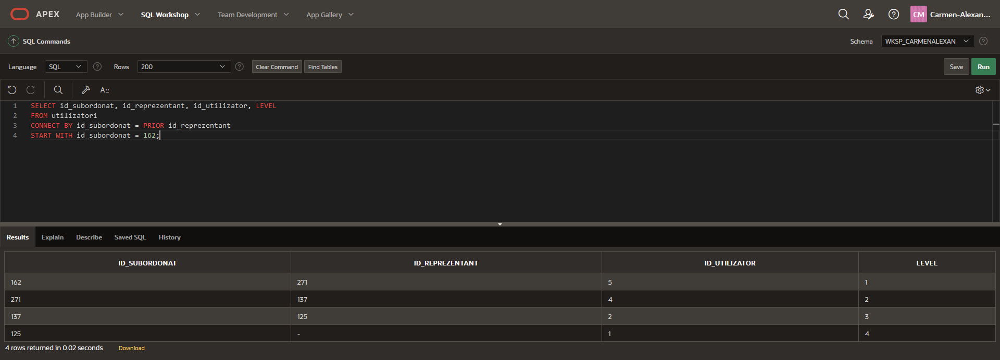 APEX App Builder SQL Workshop Team Development App Gallery CM Carmen-Alexan...
SQL Commands Schema WKSP_CARMENALEXAN
Language SQL Rows 200 Clear Command Find Tables Save Run
A::
1 SELECT id_subordonat, id_reprezentant, id_utilizator, LEVEL
2 FROM utilizatori
3 CONNECT BY id_subordonat = PRIOR id_reprezentant
4 START WITH id_subordonat = 162;
Results Explain Describe Saved SQL History
ID_SUBORDONAT ID_REPREZENTANT ID_UTILIZATOR LEVEL
162 271 5 1
271 137 4 2
137 125 2 3
125 - 1 4
4 rows returned in 0.02 seconds Download